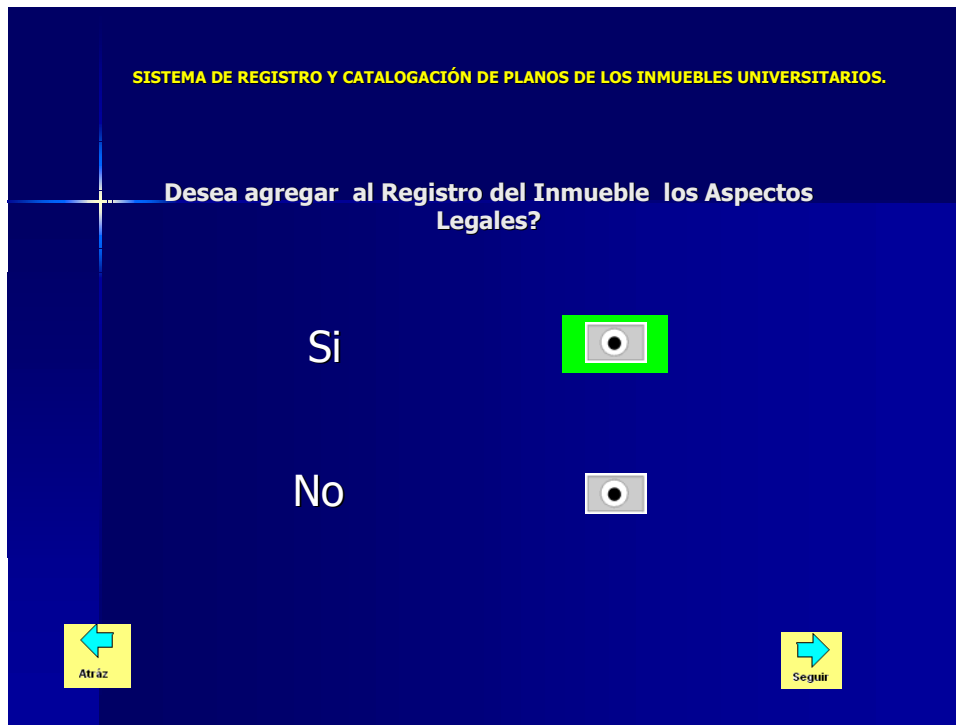 SISTEMA DE REGISTRO Y CATALOGACIÓN DE PLANOS DE LOS INMUEBLES UNIVERSITARIOS.
Desea agregar al Registro del Inmueble los Aspectos
Legales?
Si
No
Atráz
Seguir